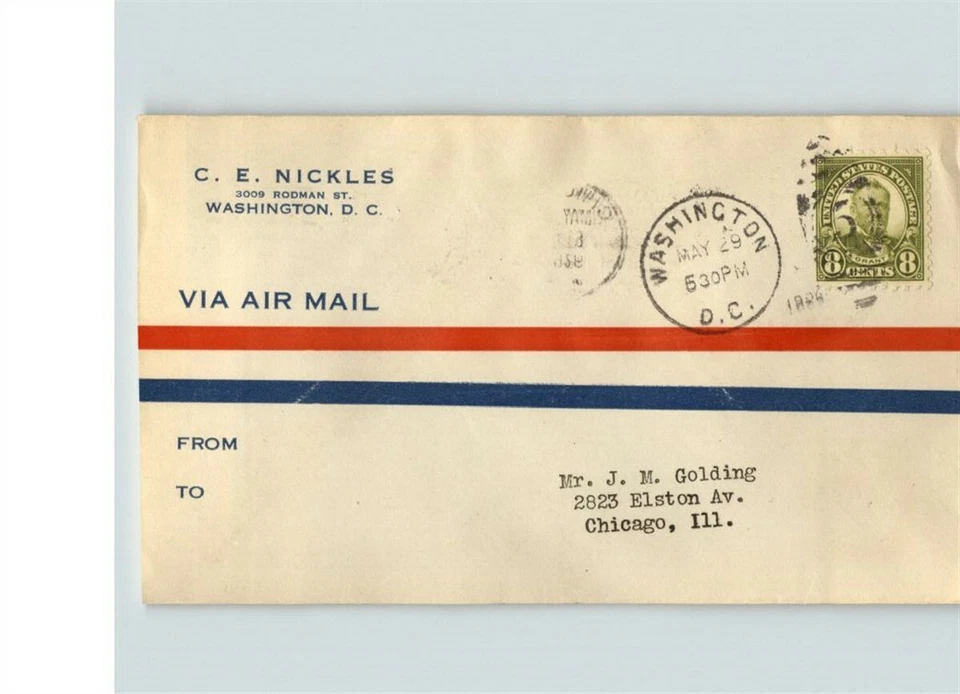 C. E. NICKLES
3009 RODMAN ST.
WASHINGTON, D. C.
VIA AIR MAIL
WASHINGTON
MAY 29
530PM
D.C.
UNITED STATES POSTAGE
GRANT
8 CENTS 8
FROM
TO
Mr. J. M. Golding
2823 Elston Av.
Chicago, Ill.